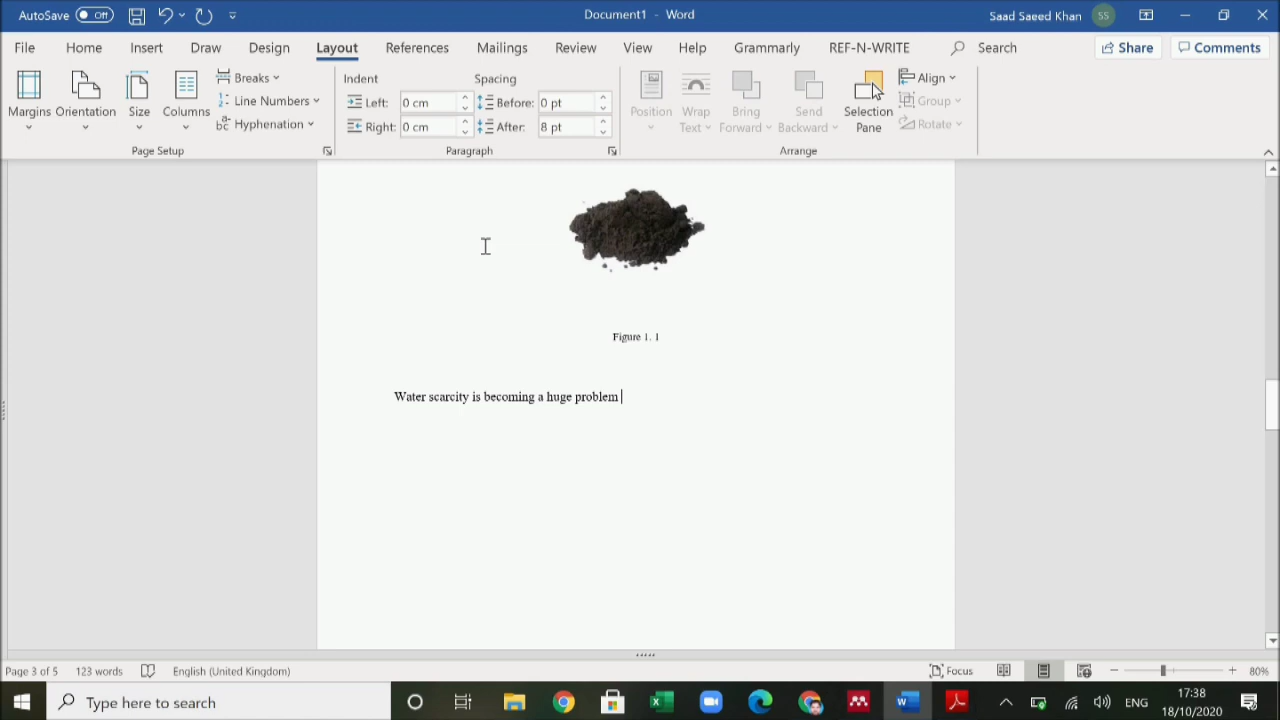 AutoSave Off Document1 - Word Saad Saeed Khan SS
File Home Insert Draw Design Layout References Mailings Review View Help Grammarly REF-N-WRITE Search Share Comments
Margins Orientation Size Columns
Breaks
Line Numbers
Hyphenation
Page Setup
Indent Spacing
Left: 0 cm Before: 0 pt
Right: 0 cm After: 8 pt
Paragraph
Position Wrap Text Bring Forward Send Backward Selection Pane
Align
Group
Rotate
Arrange
Figure 1. 1
Water scarcity is becoming a huge problem
Page 3 of 5 123 words English (United Kingdom) Focus 80%
Type here to search ENG 17:38
18/10/2020